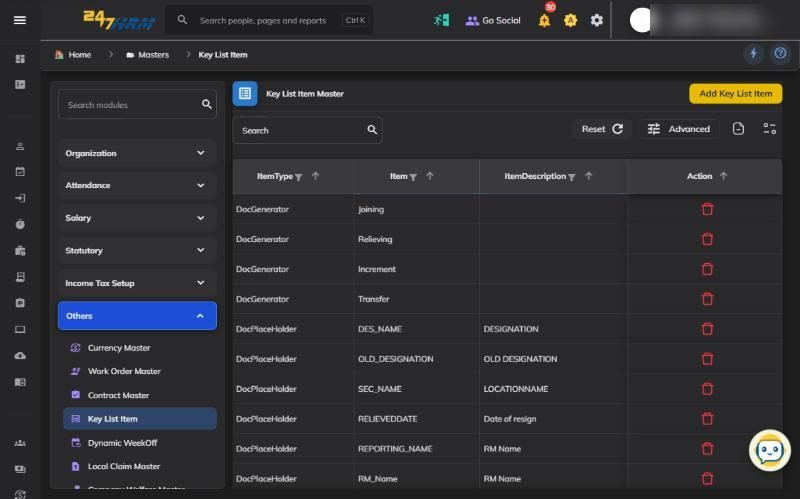 247HRM
Search people, pages and reports
Ctrl K
Go Social
30
A
Home > Masters > Key List Item
Search modules
Organization
Attendance
Salary
Statutory
Income Tax Setup
Others
Currency Master
Work Order Master
Contract Master
Key List Item
Dynamic WeekOff
Local Claim Master
Company Welfare Master
Key List Item Master
Add Key List Item
Search
Reset
Advanced
ItemType Item ItemDescription Action
DocGenerator Joining
DocGenerator Relieving
DocGenerator Increment
DocGenerator Transfer
DocPlaceHolder DES_NAME DESIGNATION
DocPlaceHolder OLD_DESIGNATION OLD DESIGNATION
DocPlaceHolder SEC_NAME LOCATIONNAME
DocPlaceHolder RELIEVEDDATE Date of resign
DocPlaceHolder REPORTING_NAME RM Name
DocPlaceHolder RM_Name RM Name